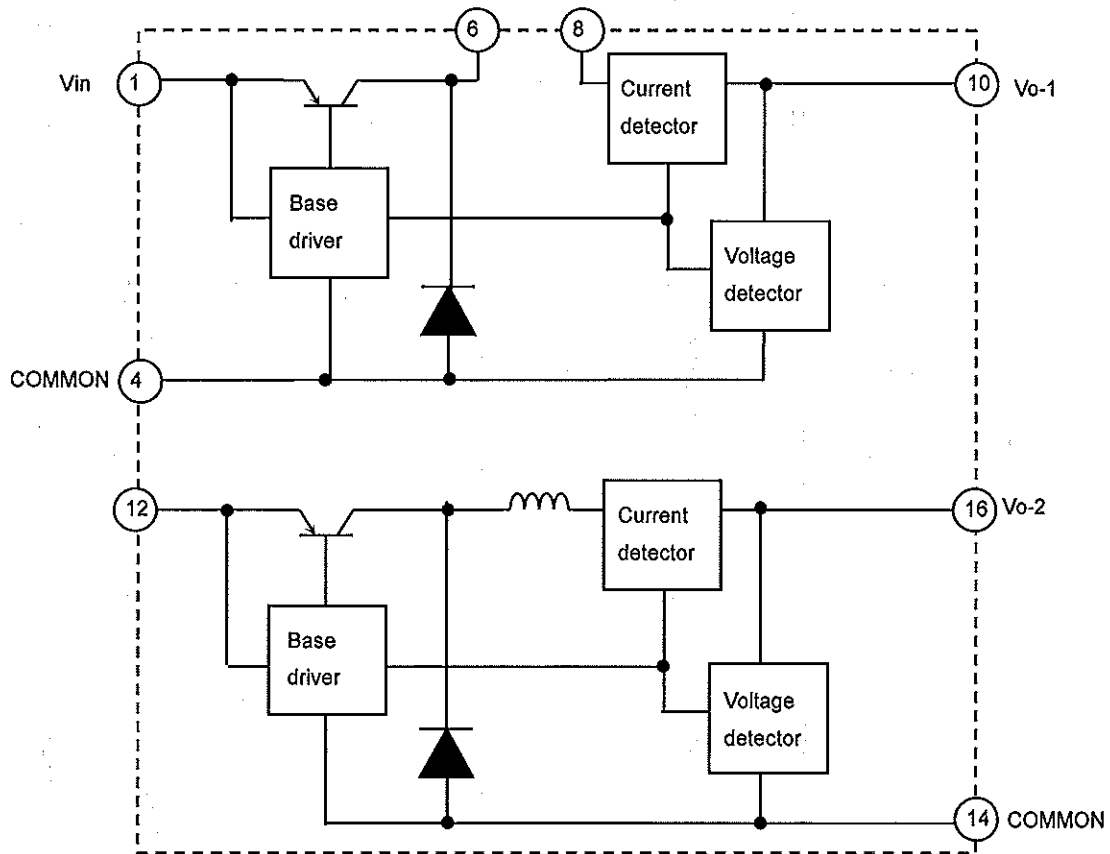 6
8
Vin
1
Current
detector
10
Vo-1
Base
driver
Voltage
detector
COMMON
4
12
Current
detector
16
Vo-2
Base
driver
Voltage
detector
14
COMMON